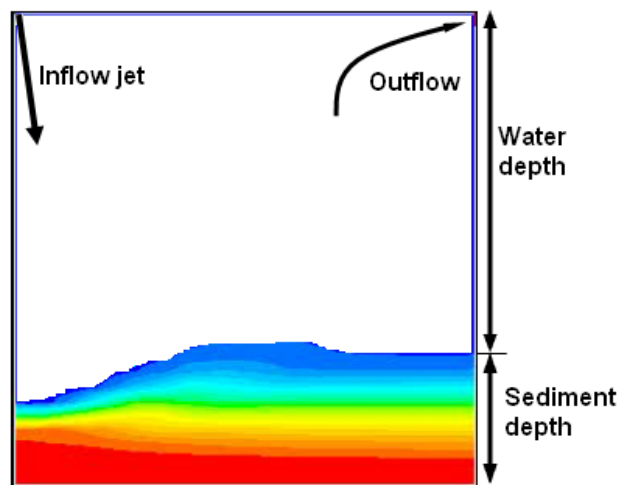 Inflow jet
Outflow
Water
depth
Sediment
depth